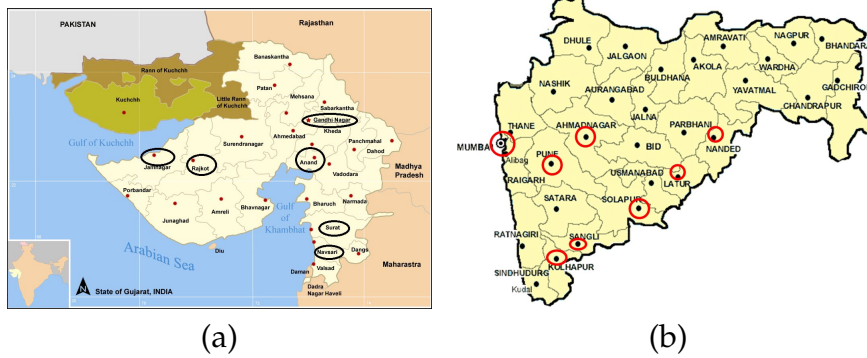 PAKISTAN
Rajasthan
Rann of Kuchchh
Banaskantha
Kuchchh
Little Rann
of Kuchchh
Patan
Mehsana
Sabarkantha
Gandhi Nagar
Gulf of Kuchchh
Ahmedabad
Kheda
Surendranagar
Panchmahal
Dahod
Jamnagar
Rajkot
Anand
Vadodara
Madhya
Pradesh
Porbandar
Junaghad
Amreli
Bhavnagar
Gulf
of
Khambhat
Bharuch
Narmada
Surat
Arabian Sea
Diu
Navsari
Dangs
Daman
Valsad
Maharastra
Dadra
Nagar Haveli
N
State of Gujarat, INDIA
(a)
DHULE
JALGAON
AMRAVATI
NAGPUR
BHANDARA
BULDHANA
AKOLA
WARDHA
GADCHIRO
NASHIK
AURANGABAD
YAVATMAL
CHANDRAPUR
JALNA
THANE
AHMADNAGAR
PARBHANI
MUMBA
BID
NANDED
Alibag
PUNE
RAIGARH
USMANABAD
LATUR
SATARA
SOLAPUR
RATNAGIRI
SANGLI
KOLHAPUR
SINDHUDURG
Kudal
(b)